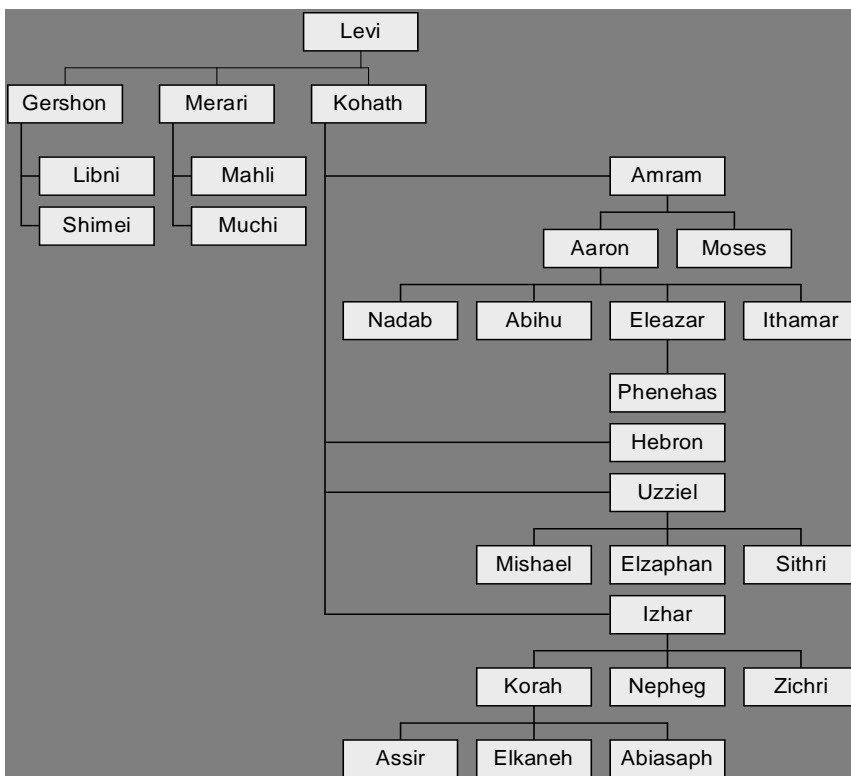 Levi
Gershon Merari Kohath
Libni Mahli Amram
Shimei Muchi
Aaron Moses
Nadab Abihu Eleazar Ithamar
Phenehas
Hebron
Uzziel
Mishael Elzaphan Sithri
Izhar
Korah Nepheg Zichri
Assir Elkaneh Abiasaph